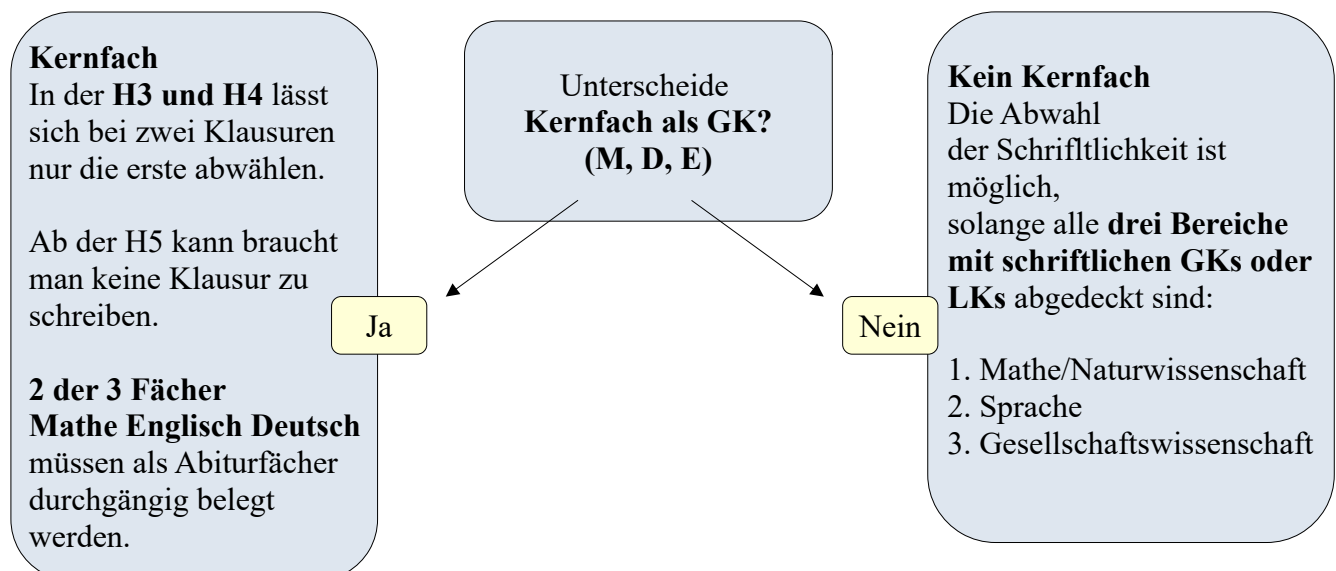 Kernfach
In der H3 und H4 lässt
sich bei zwei Klausuren
nur die erste abwählen.
Ab der H5 kann braucht
man keine Klausur zu
schreiben.
2 der 3 Fächer
Mathe Englisch Deutsch
müssen als Abiturfächer
durchgängig belegt
werden.
Unterscheide
Kernfach als GK?
(M, D, E)
Ja
Nein
Kein Kernfach
Die Abwahl
der Schrifltlichkeit ist
möglich,
solange alle drei Bereiche
mit schriftlichen GKs oder
LKs abgedeckt sind:
1. Mathe/Naturwissenschaft
2. Sprache
3. Gesellschaftswissenschaft